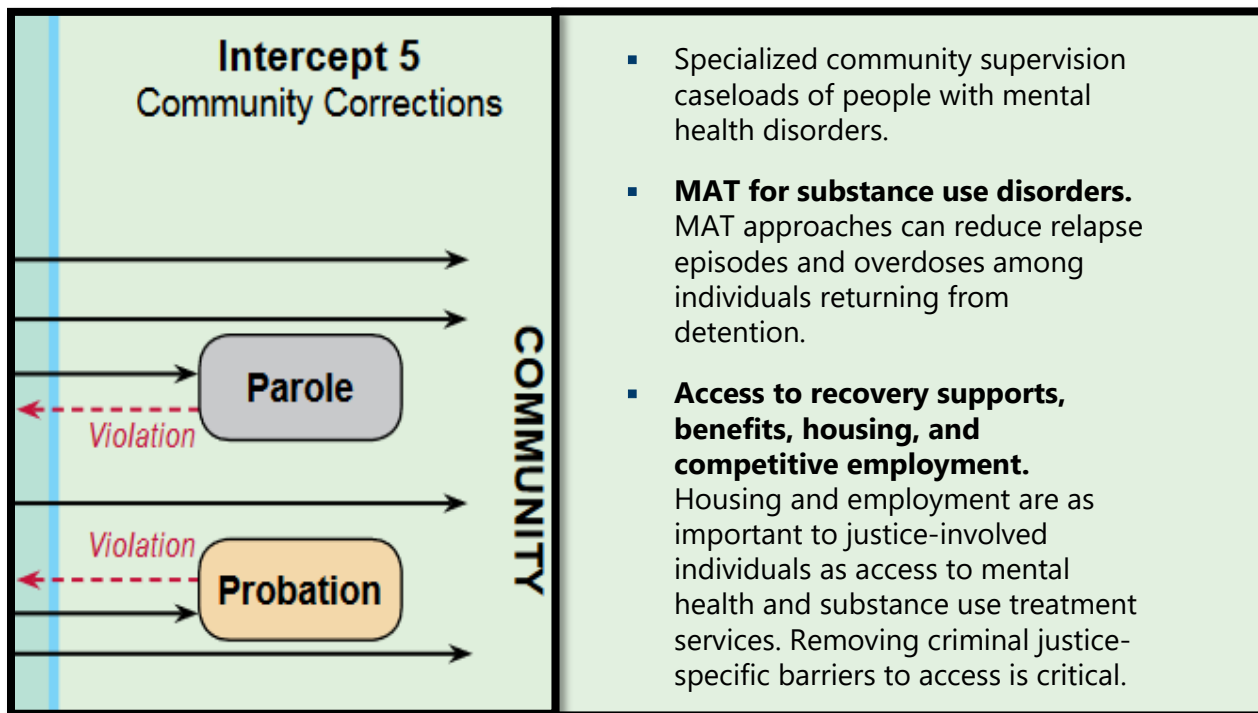 Intercept 5
Community Corrections
Parole
Violation
Violation
Probation
COMMUNITY
▪ Specialized community supervision
caseloads of people with mental
health disorders.
▪ MAT for substance use disorders.
MAT approaches can reduce relapse
episodes and overdoses among
individuals returning from
detention.
▪ Access to recovery supports,
benefits, housing, and
competitive employment.
Housing and employment are as
important to justice-involved
individuals as access to mental
health and substance use treatment
services. Removing criminal justice-
specific barriers to access is critical.